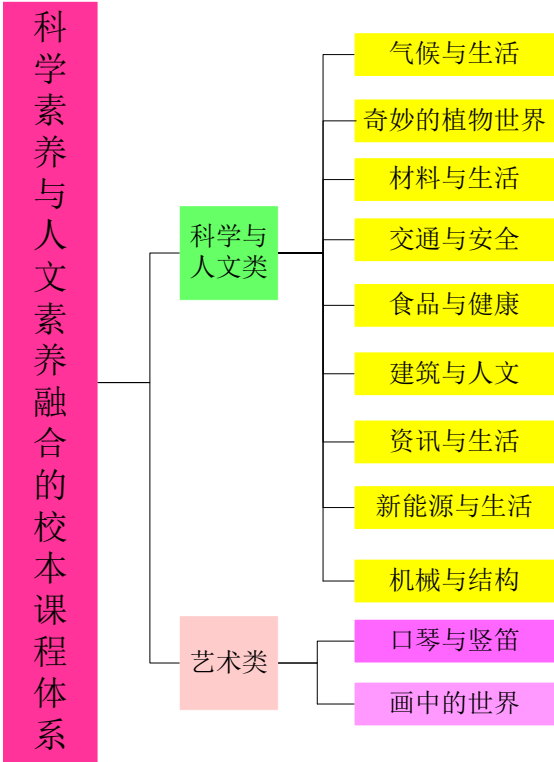 科学素养与人文素养融合的校本课程体系
科学与
人文类
气候与生活
奇妙的植物世界
材料与生活
交通与安全
食品与健康
建筑与人文
资讯与生活
新能源与生活
机械与结构
艺术类
口琴与竖笛
画中的世界